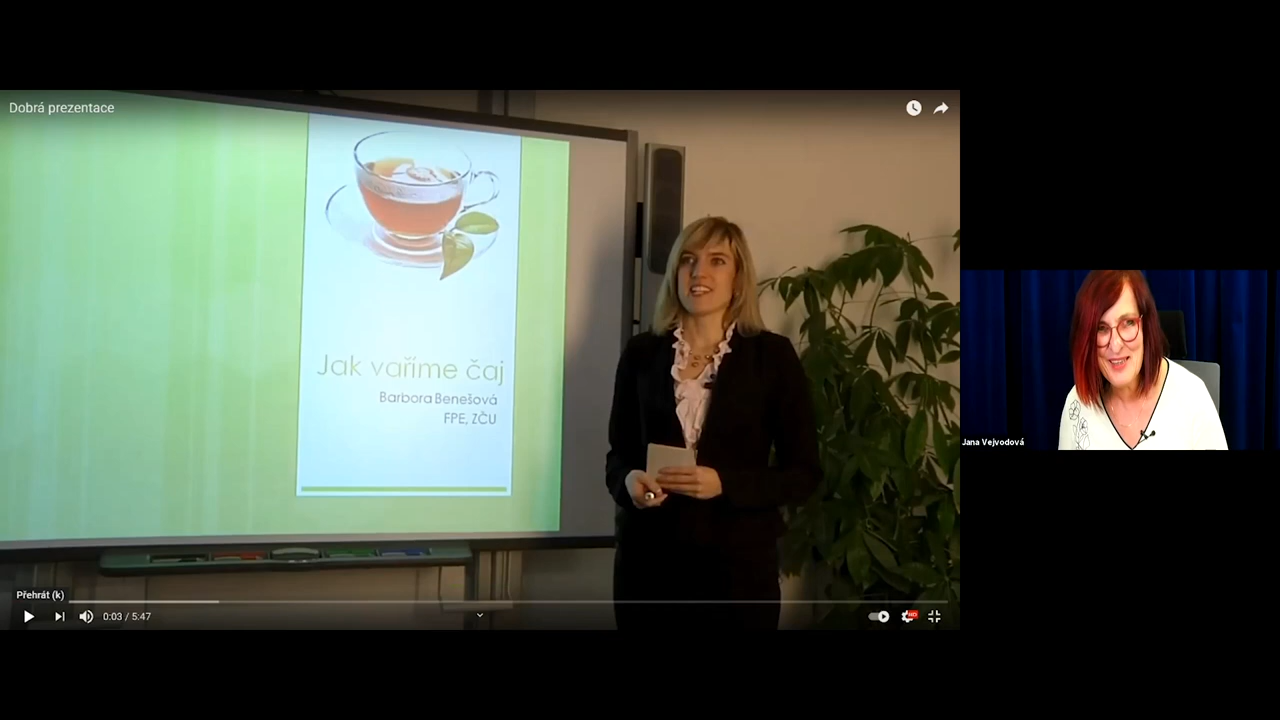 Dobrá prezentace
Jak vaříme čaj
Barbora Benešová
FPE, ZČU
Jana Vejvodová
Přehrát (k)
0:03 / 5:47